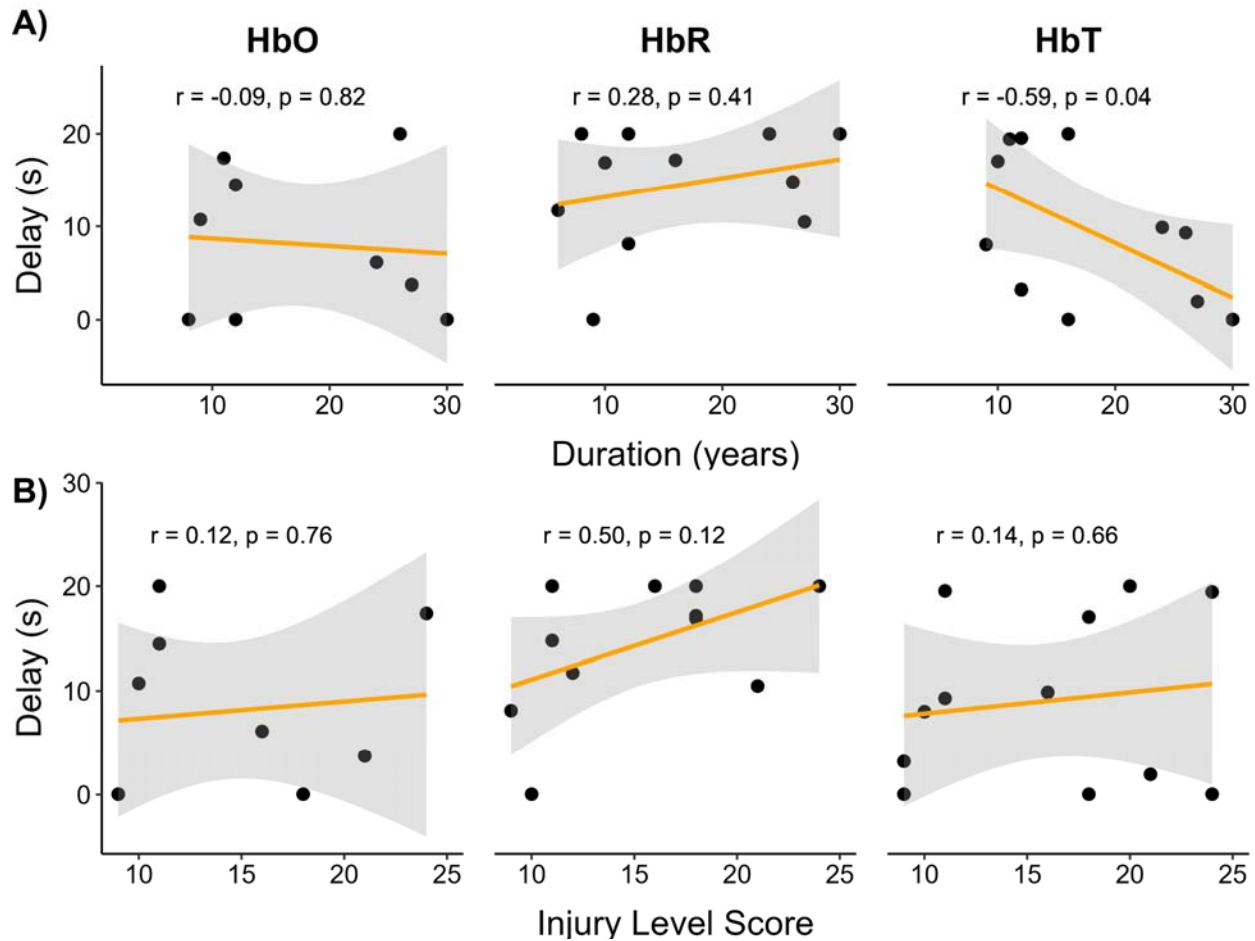 A)
HbO HbR HbT
r = -0.09, p = 0.82 r = 0.28, p = 0.41 r = -0.59, p = 0.04
20
10
0
Delay (s)
10 20 30 10 20 30 10 20 30
Duration (years)
B)
30
r = 0.12, p = 0.76 r = 0.50, p = 0.12 r = 0.14, p = 0.66
20
10
0
Delay (s)
10 15 20 25 10 15 20 25 10 15 20 25
Injury Level Score